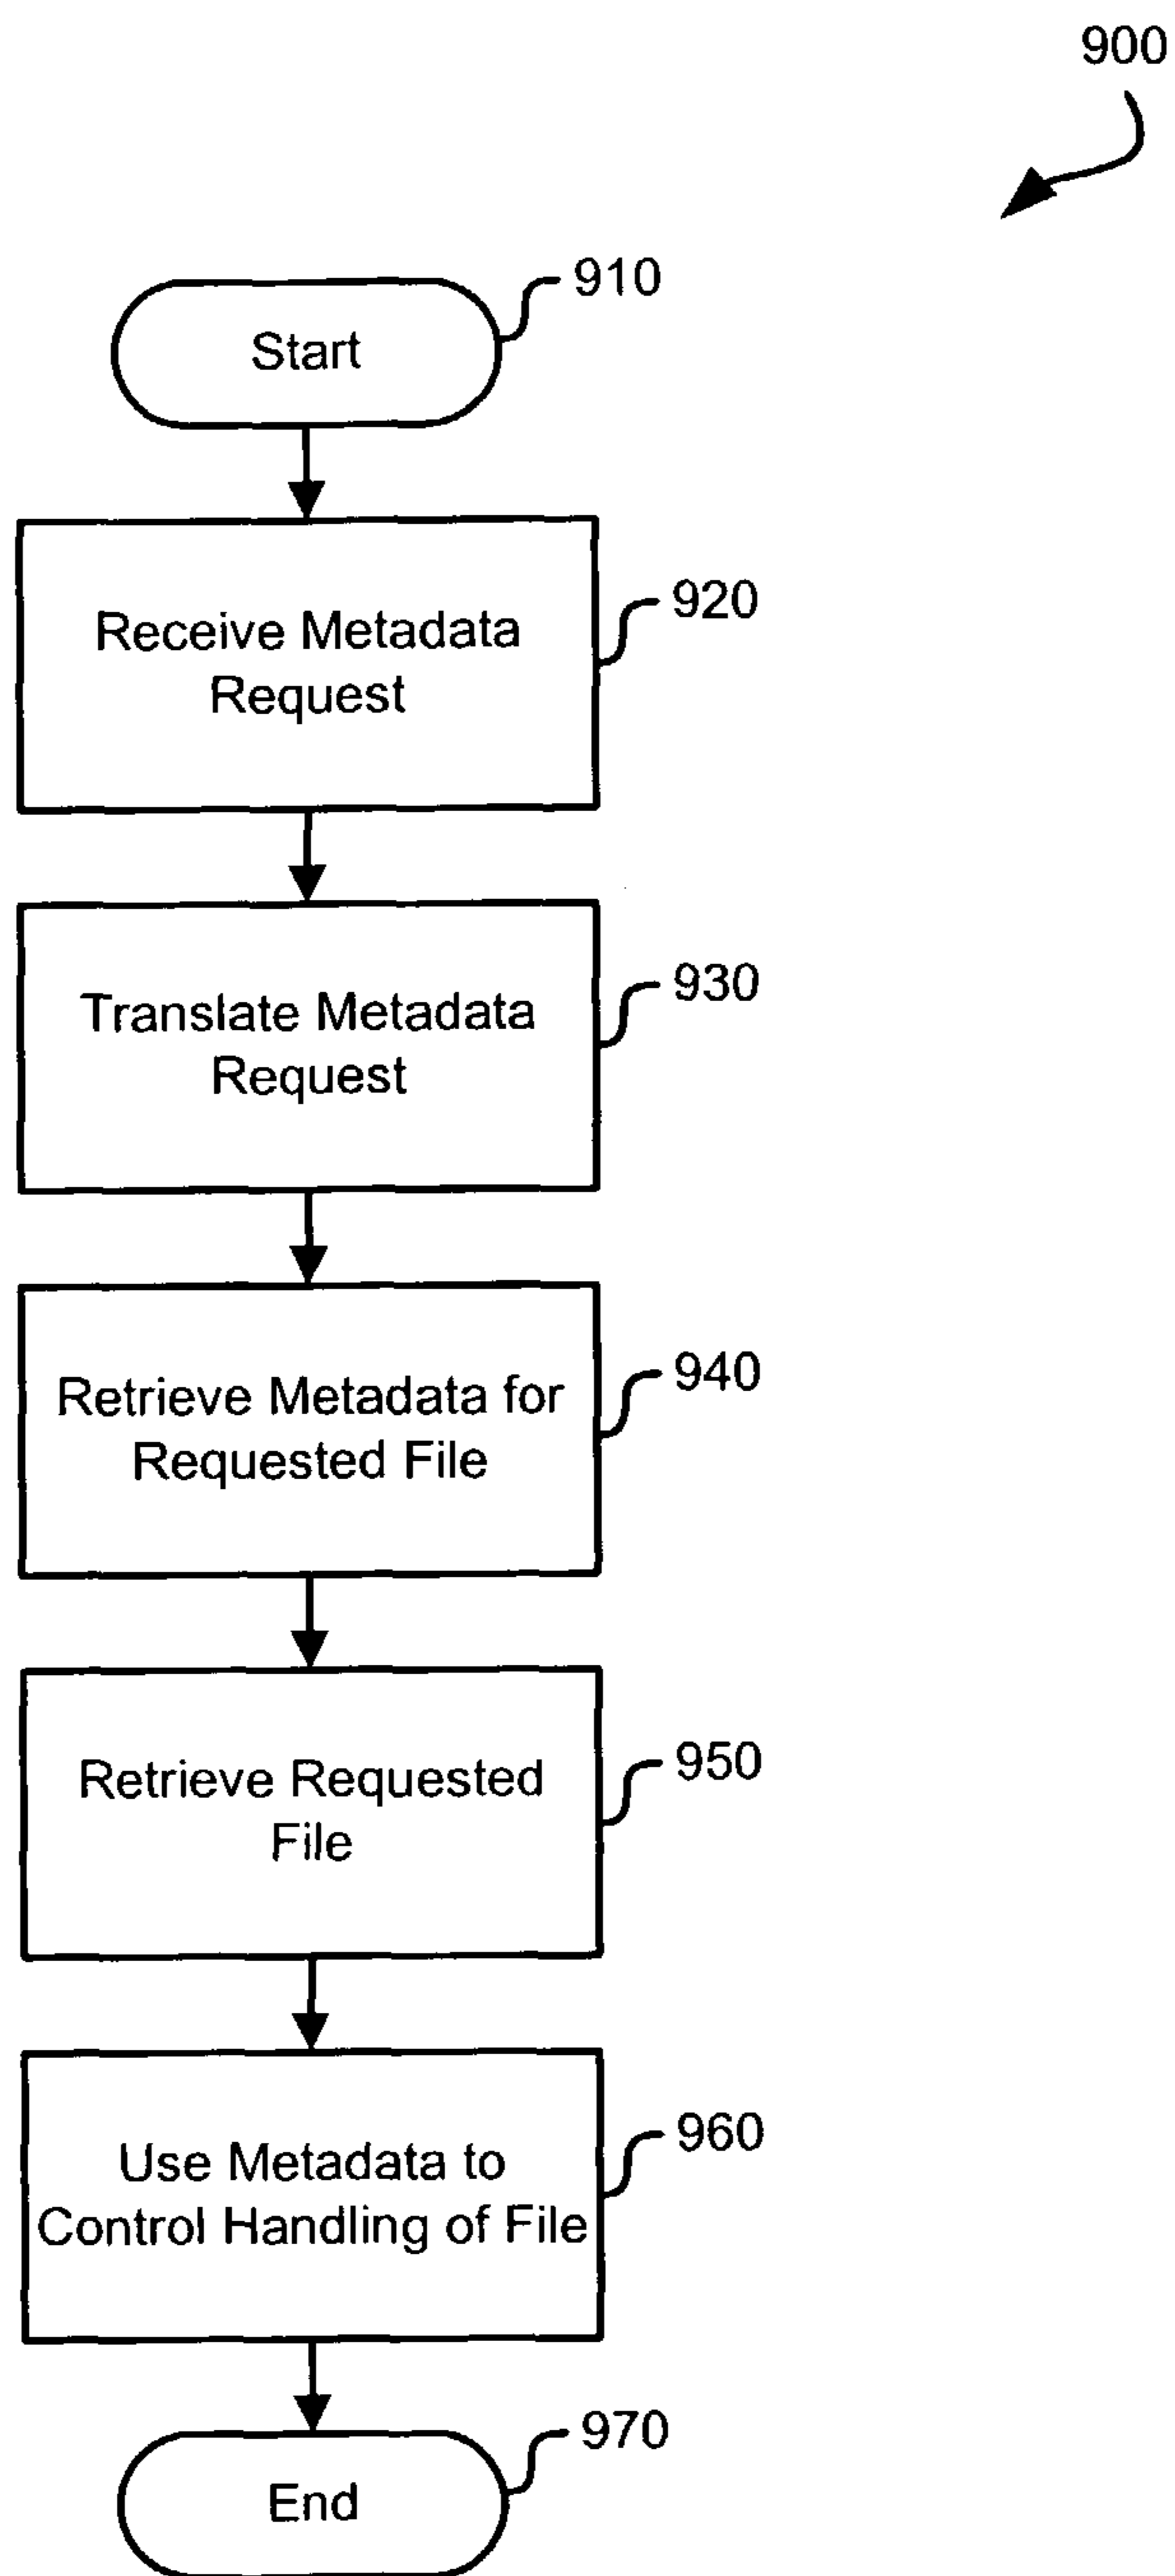 900
910
Start
920
Receive Metadata
Request
930
Translate Metadata
Request
940
Retrieve Metadata for
Requested File
950
Retrieve Requested
File
960
Use Metadata to
Control Handling of File
970
End